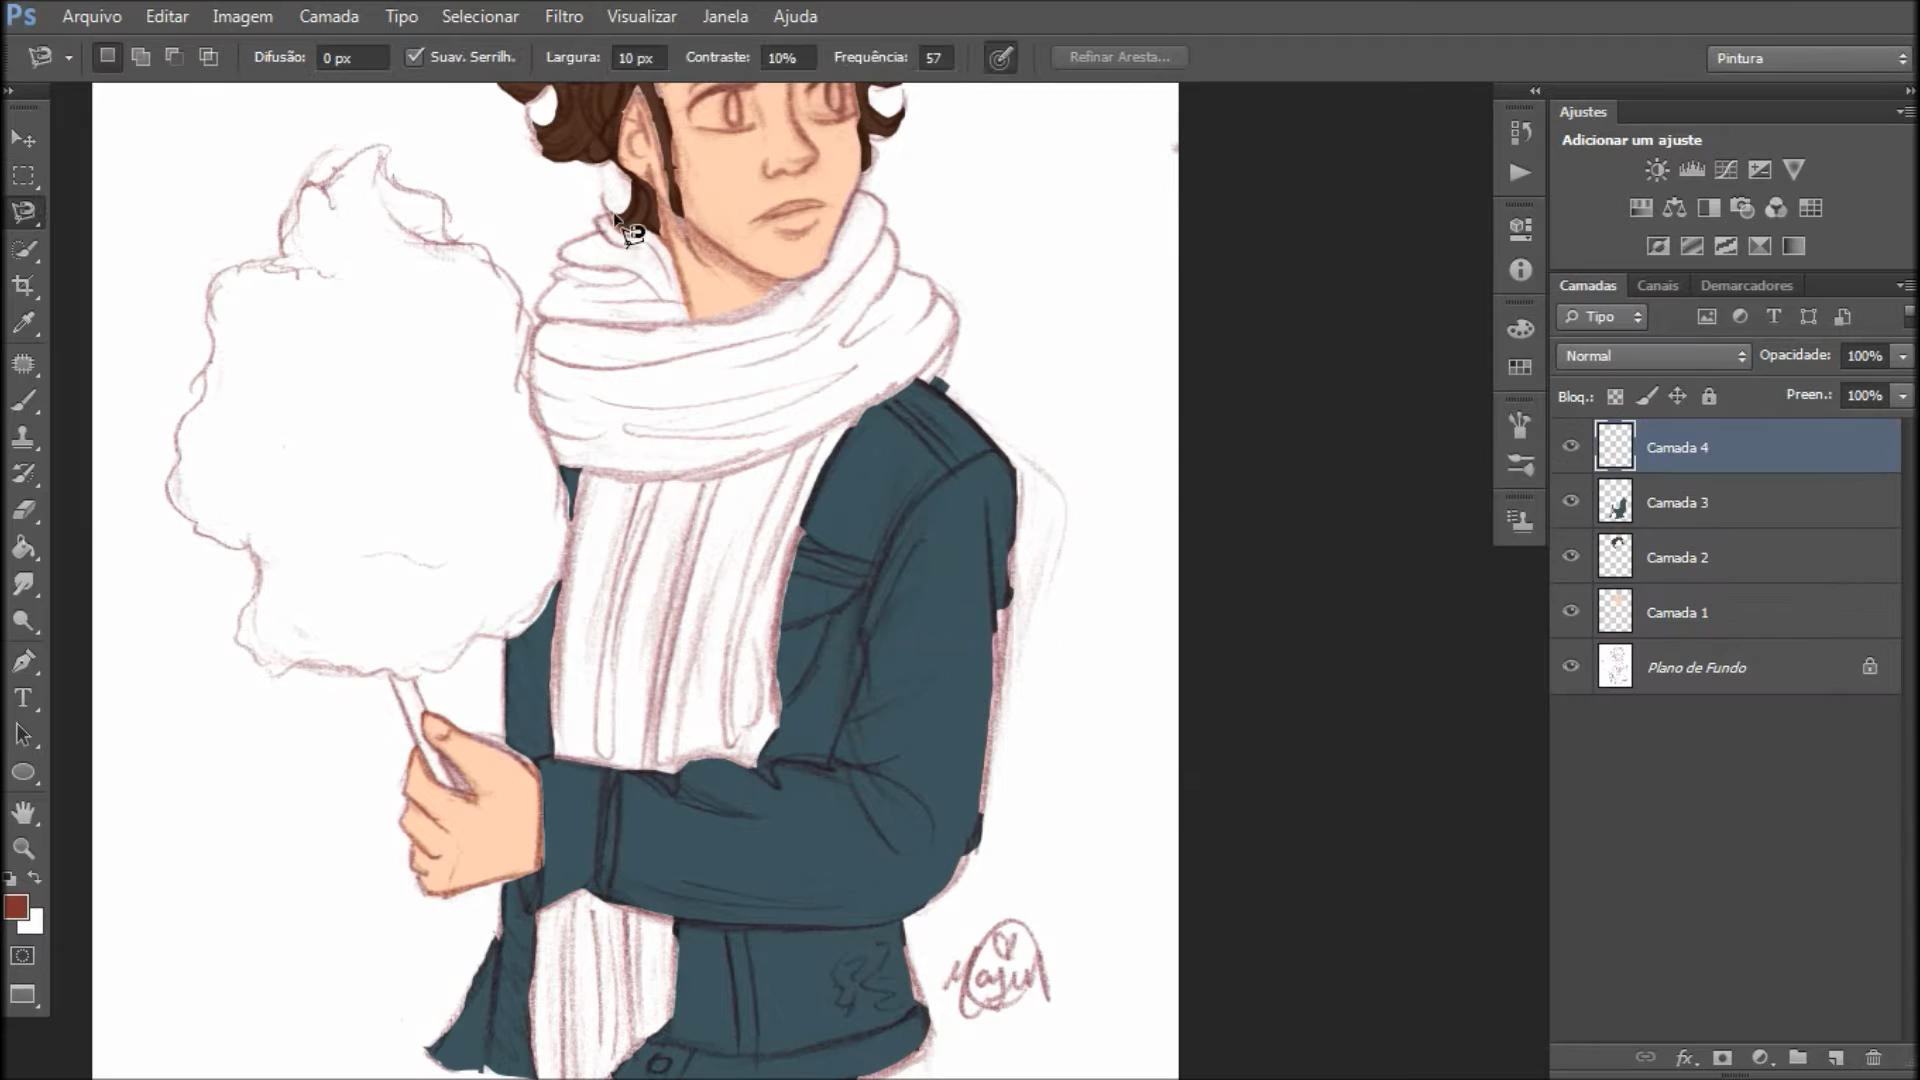 Ps Arquivo Editar Imagem Camada Tipo Selecionar Filtro Visualizar Janela Ajuda
Difusão: 0 px Suav. Serrilh. Largura: 10 px Contraste: 10% Frequência: 57 Refinar Aresta... Pintura
Ajustes
Adicionar um ajuste
Camadas Canais Demarcadores
Tipo
Normal Opacidade: 100%
Bloq.: Preen.: 100%
Camada 4
Camada 3
Camada 2
Camada 1
Plano de Fundo
fx